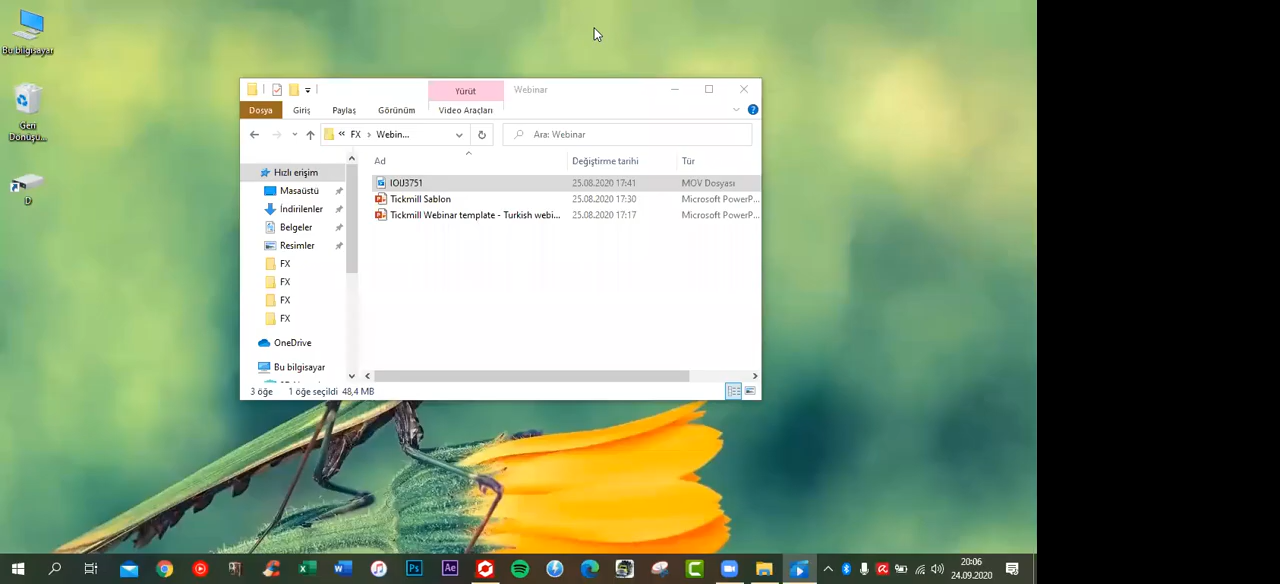 Bu bilgisayar
Geri
Dönüşü...
D
Yürüt
Webinar
Dosya
Giriş
Paylaş
Görünüm
Video Araçları
« FX › Webin...
Ara: Webinar
Ad
Değiştirme tarihi
Tür
Hızlı erişim
Masaüstü
İndirilenler
Belgeler
Resimler
FX
FX
FX
FX
OneDrive
Bu bilgisayar
IOIJ3751 25.08.2020 17:41 MOV Dosyası
Tickmill Sablon 25.08.2020 17:30 Microsoft PowerP...
Tickmill Webinar template - Turkish webi... 25.08.2020 17:17 Microsoft PowerP...
3 öğe 1 öğe seçildi 48,4 MB
20:06
24.09.2020